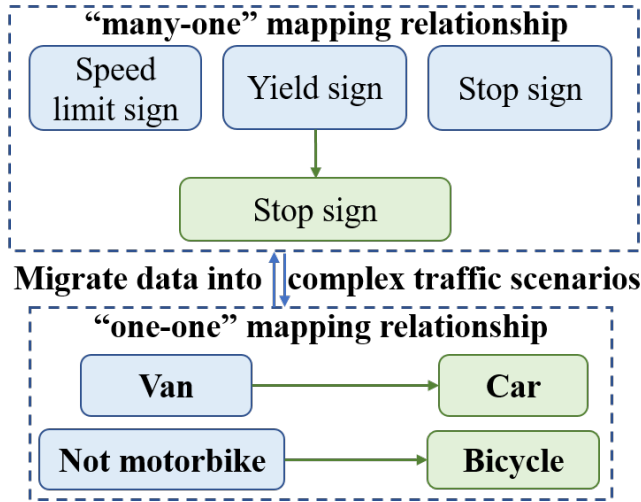 “many-one” mapping relationship
Speed
limit sign
Yield sign
Stop sign
Stop sign
Migrate data into complex traffic scenarios
“one-one” mapping relationship
Van
Car
Not motorbike
Bicycle